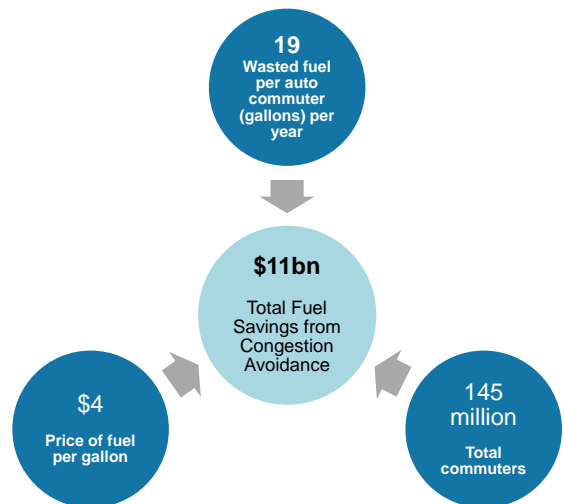 19
Wasted fuel
per auto
commuter
(gallons) per
year
$11bn
Total Fuel
Savings from
Congestion
Avoidance
$4
Price of fuel
per gallon
145
million
Total
commuters